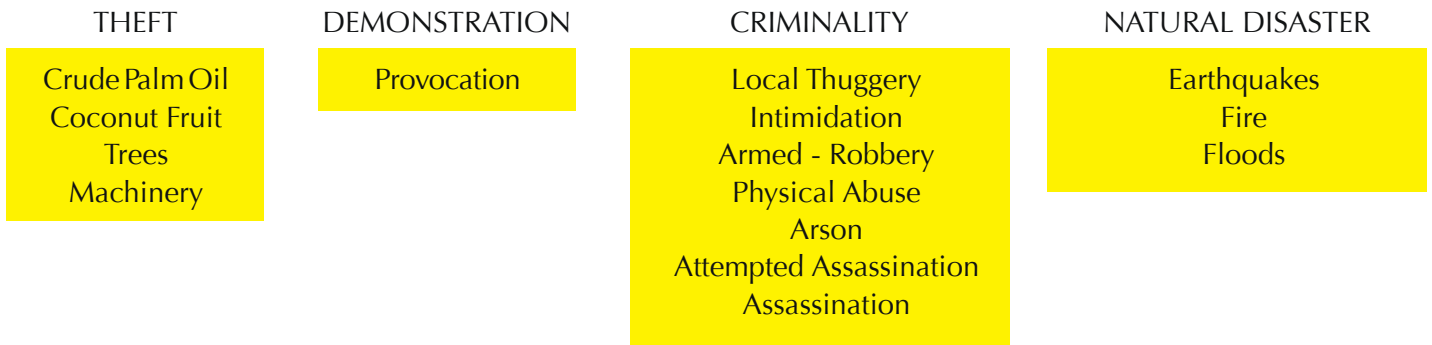 THEFT
Crude Palm Oil
Coconut Fruit
Trees
Machinery
DEMONSTRATION
Provocation
CRIMINALITY
Local Thuggery
Intimidation
Armed - Robbery
Physical Abuse
Arson
Attempted Assassination
Assassination
NATURAL DISASTER
Earthquakes
Fire
Floods